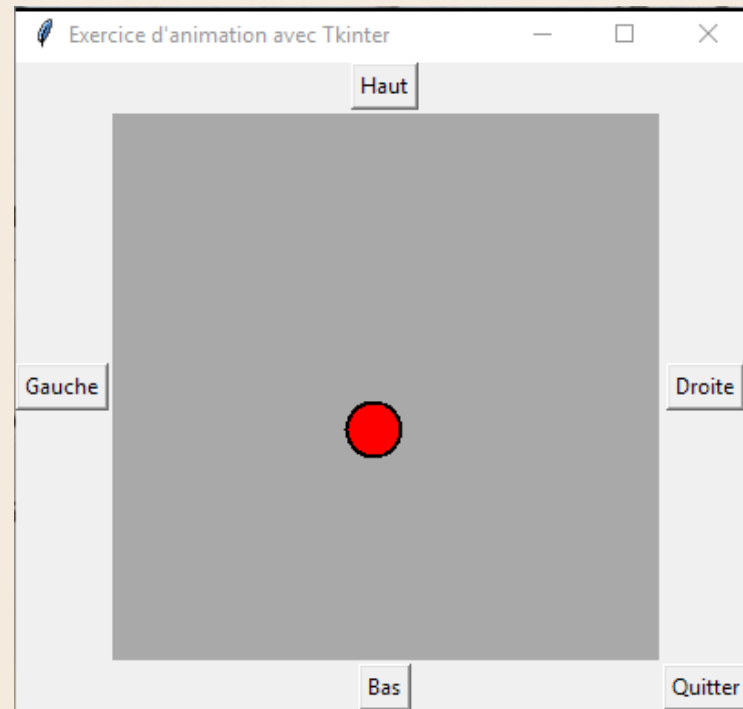 Exercice d'animation avec Tkinter
Haut
Gauche
Droite
Bas
Quitter